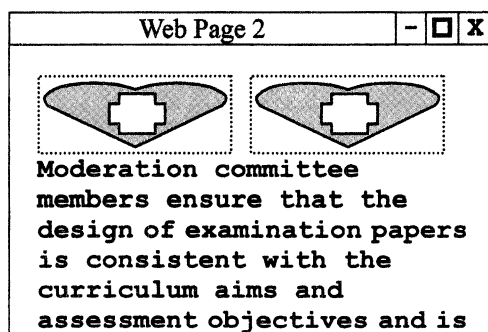 Web Page 2
Moderation committee
members ensure that the
design of examination papers
is consistent with the
curriculum aims and
assessment objectives and is